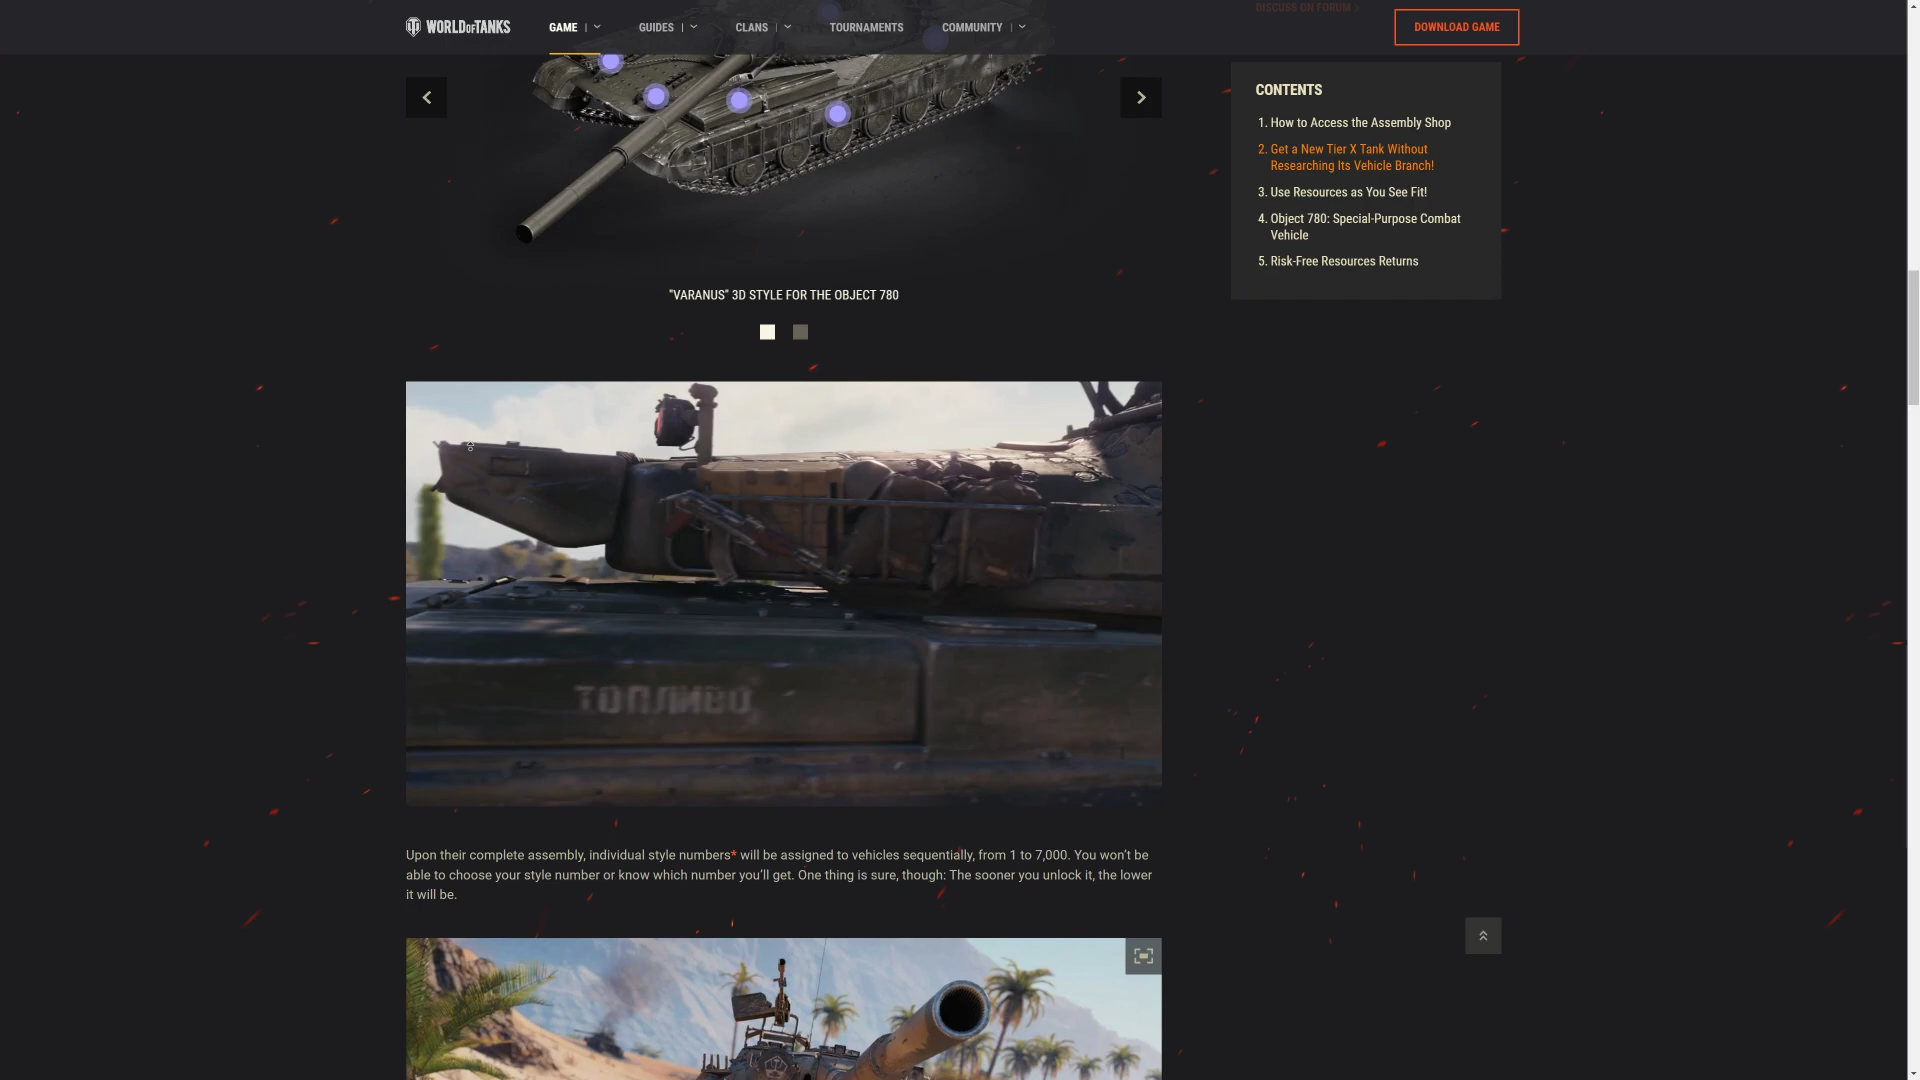 DISCUSS ON FORUM
WORLD OF TANKS
GAME
GUIDES
CLANS
TOURNAMENTS
COMMUNITY
DOWNLOAD GAME
CONTENTS
1. How to Access the Assembly Shop
2. Get a New Tier X Tank Without
Researching Its Vehicle Branch!
3. Use Resources as You See Fit!
4. Object 780: Special-Purpose Combat
Vehicle
5. Risk-Free Resources Returns
"VARANUS" 3D STYLE FOR THE OBJECT 780
ТОПЛИВО
Upon their complete assembly, individual style numbers* will be assigned to vehicles sequentially, from 1 to 7,000. You won't be
able to choose your style number or know which number you'll get. One thing is sure, though: The sooner you unlock it, the lower
it will be.